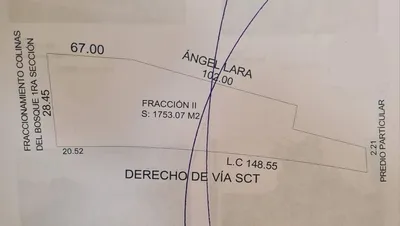 67.00
ÁNGEL LARA
102.00
FRACCIONAMIENTO COLINAS
DEL BOSQUE 1RA SECCIÓN
28.45
FRACCIÓN II
S: 1753.07 M2
20.52
L.C 148.55
2.21
PREDIO PARTICULAR
DERECHO DE VÍA SCT